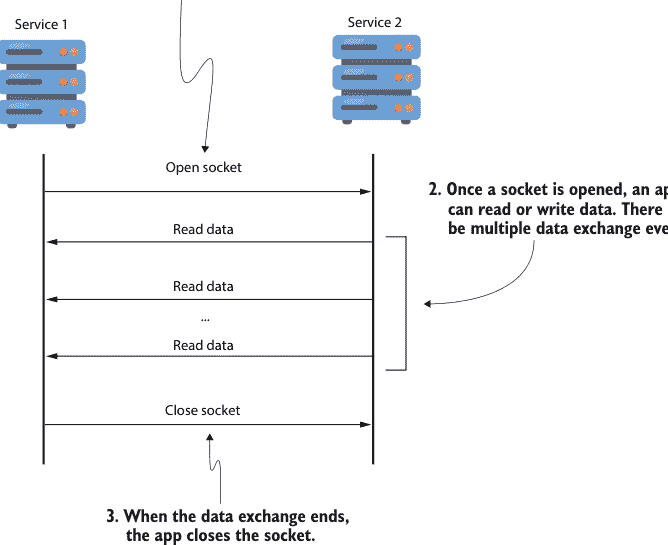 Service 1
Service 2
Open socket
2. Once a socket is opened, an
can read or write data. There
be multiple data exchange
Read data
Read data
...
Read data
Close socket
3. When the data exchange ends,
the app closes the socket.